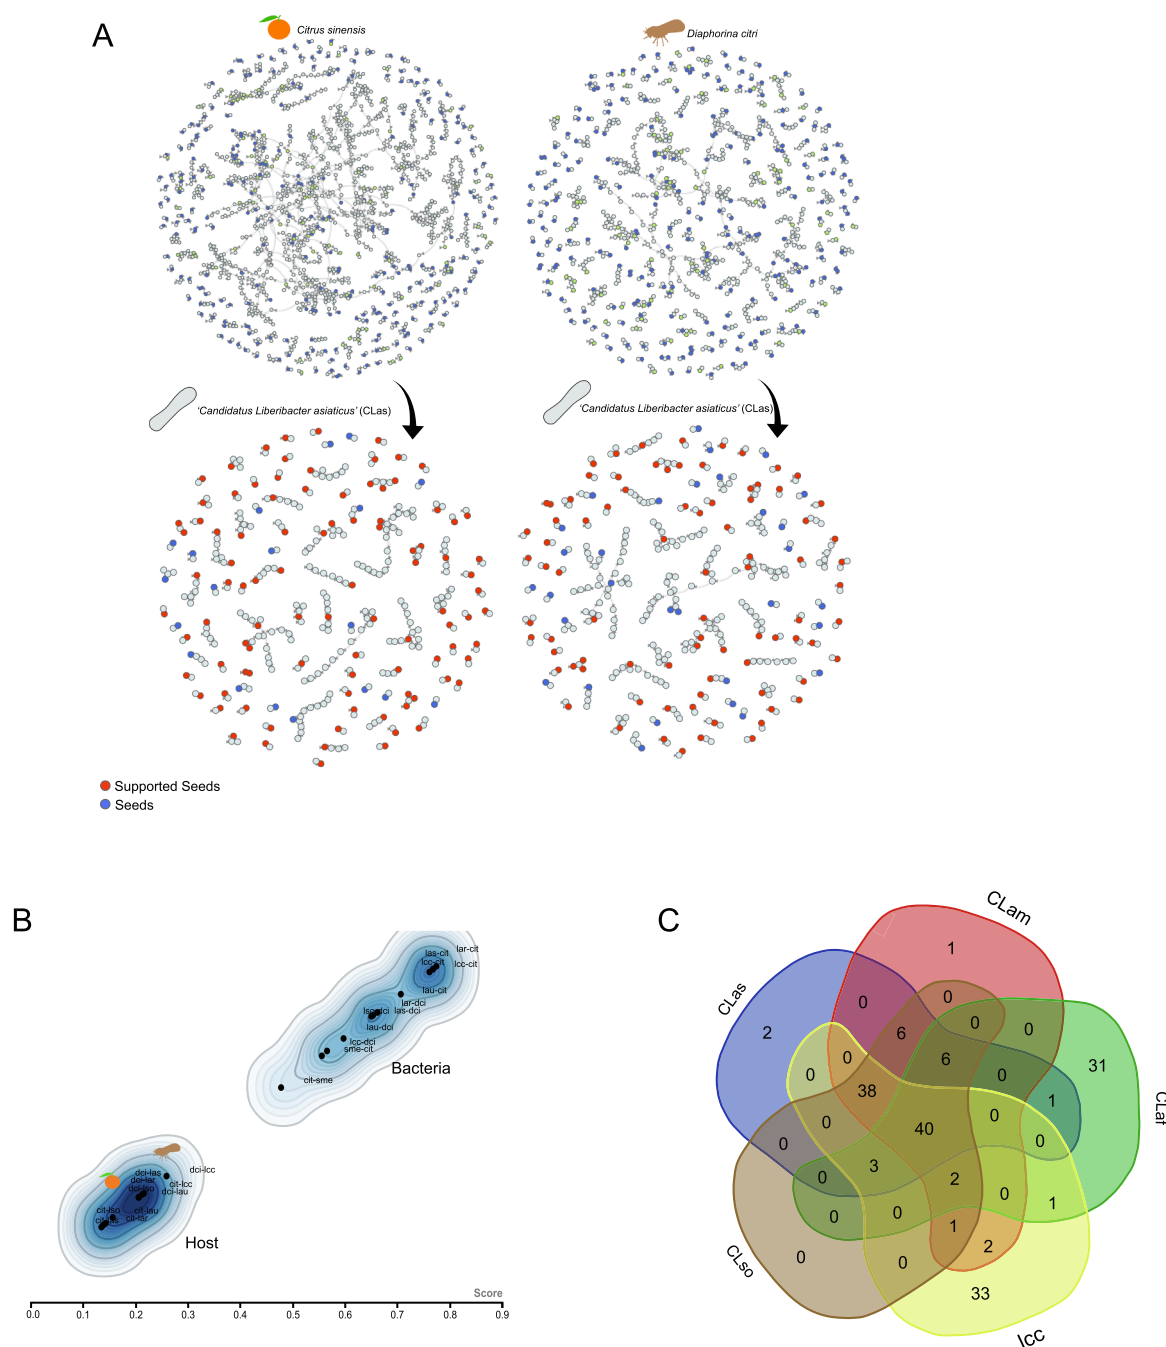 A
Citrus sinensis
Diaphorina citri
'Candidatus Liberibacter asiaticus' (CLas)
'Candidatus Liberibacter asiaticus' (CLas)
Supported Seeds
Seeds
B
lar-cit
las-cit
lcc-cit
lcc-cit
lau-cit
lar-dci
las-dci
lau-dci
lcc-dci
sme-cit
cit-sme
Bacteria
dci-lcc
dci-las
dci-lar
cit-lcc
dci-lso
dci-lau
cit-lso
cit-lau
cit-lar
Host
Score
0.0
0.1
0.2
0.3
0.4
0.5
0.6
0.7
0.8
0.9
C
CLam
CLas
CLaf
CLso
lcc
1
0
0
2
6
0
0
31
0
6
0
0
38
1
0
40
0
0
0
3
0
2
0
1
0
0
1
2
0
0
33